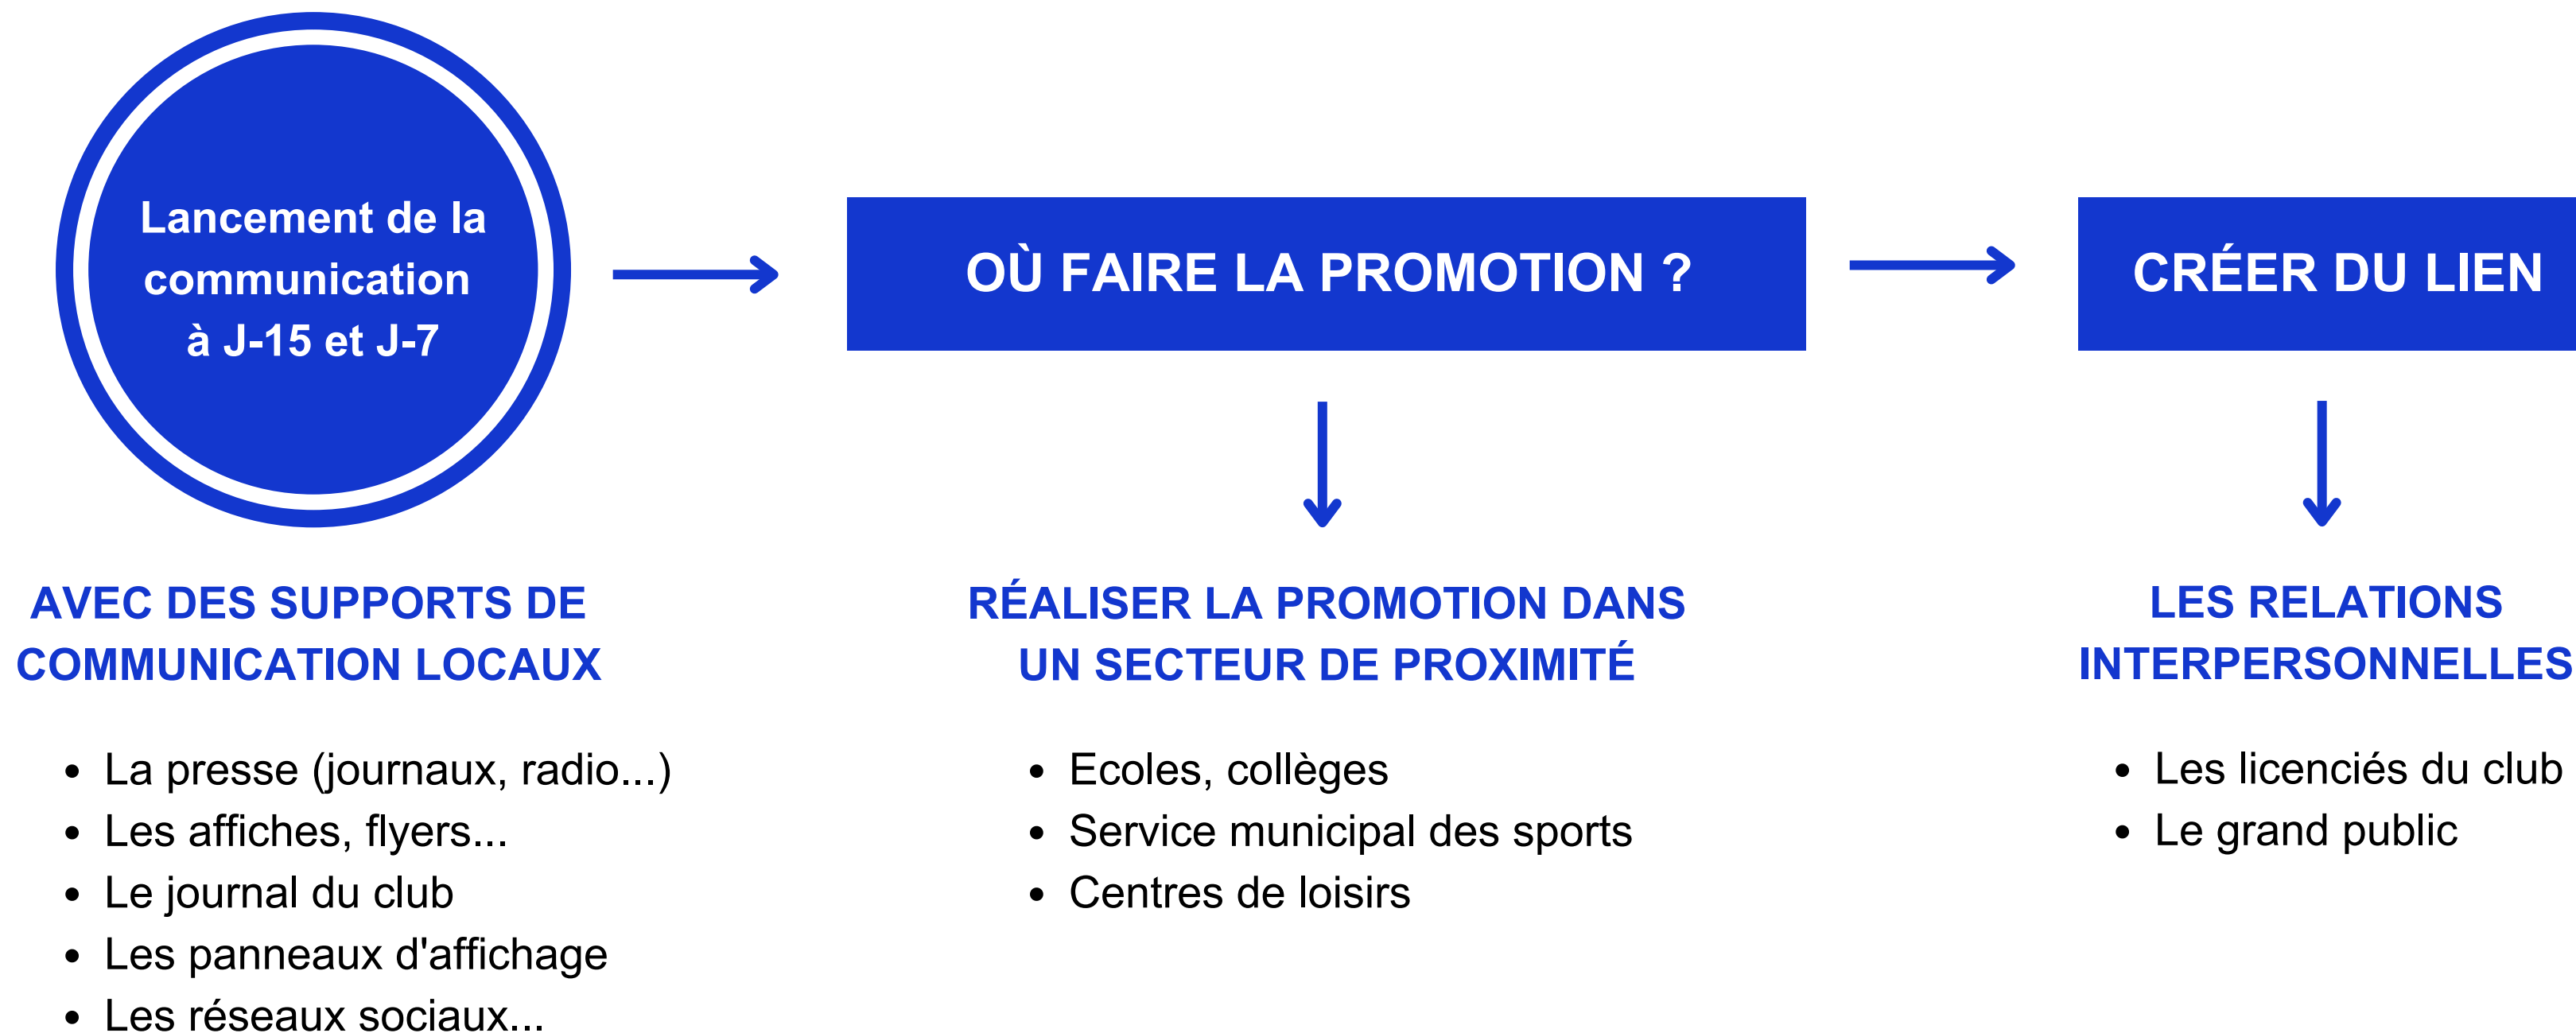 Lancement de la
communication
à J-15 et J-7
AVEC DES SUPPORTS DE
COMMUNICATION LOCAUX
• La presse (journaux, radio...)
• Les affiches, flyers...
• Le journal du club
• Les panneaux d'affichage
• Les réseaux sociaux...
OÙ FAIRE LA PROMOTION ?
RÉALISER LA PROMOTION DANS
UN SECTEUR DE PROXIMITÉ
• Ecoles, collèges
• Service municipal des sports
• Centres de loisirs
CRÉER DU LIEN
LES RELATIONS
INTERPERSONNELLES
• Les licenciés du club
• Le grand public